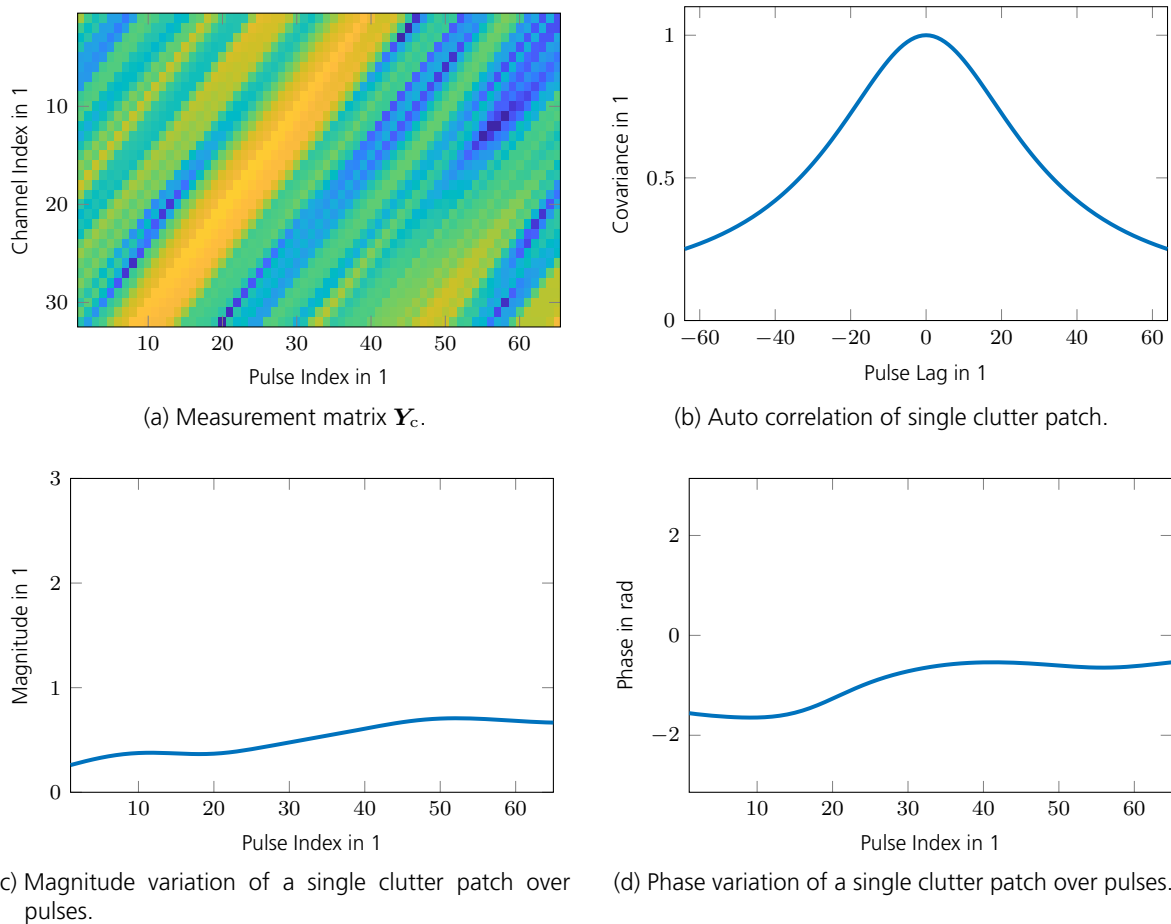 Channel Index in 1
10
20
30
10 20 30 40 50 60
Pulse Index in 1
(a) Measurement matrix Y_c.
Covariance in 1
1
0.5
0
−60 −40 −20 0 20 40 60
Pulse Lag in 1
(b) Auto correlation of single clutter patch.
Magnitude in 1
3
2
1
0
10 20 30 40 50 60
Pulse Index in 1
c) Magnitude variation of a single clutter patch over
pulses.
Phase in rad
2
0
−2
10 20 30 40 50 60
Pulse Index in 1
(d) Phase variation of a single clutter patch over pulses.